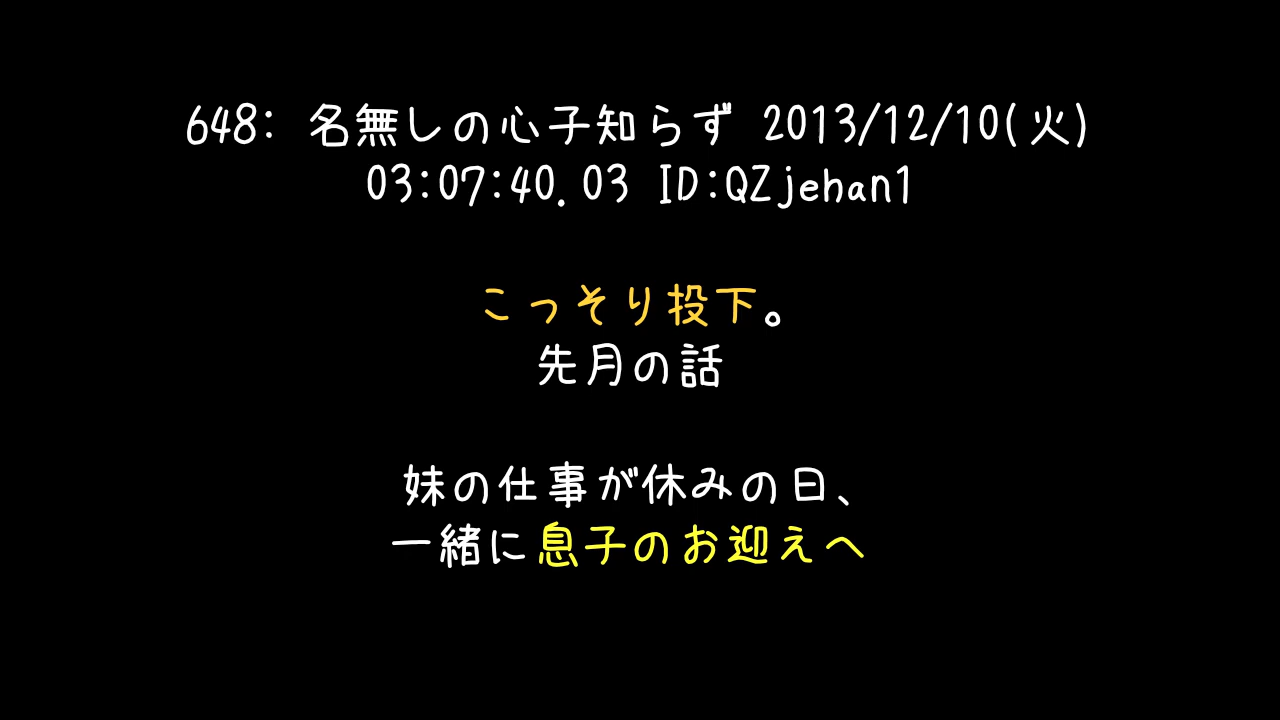 648: 名無しの心子知らず 2013/12/10(火)
03:07:40.03 ID:QZjehan1
こっそり投下。
先月の話
妹の仕事が休みの日、
一緒に息子のお迎えへ